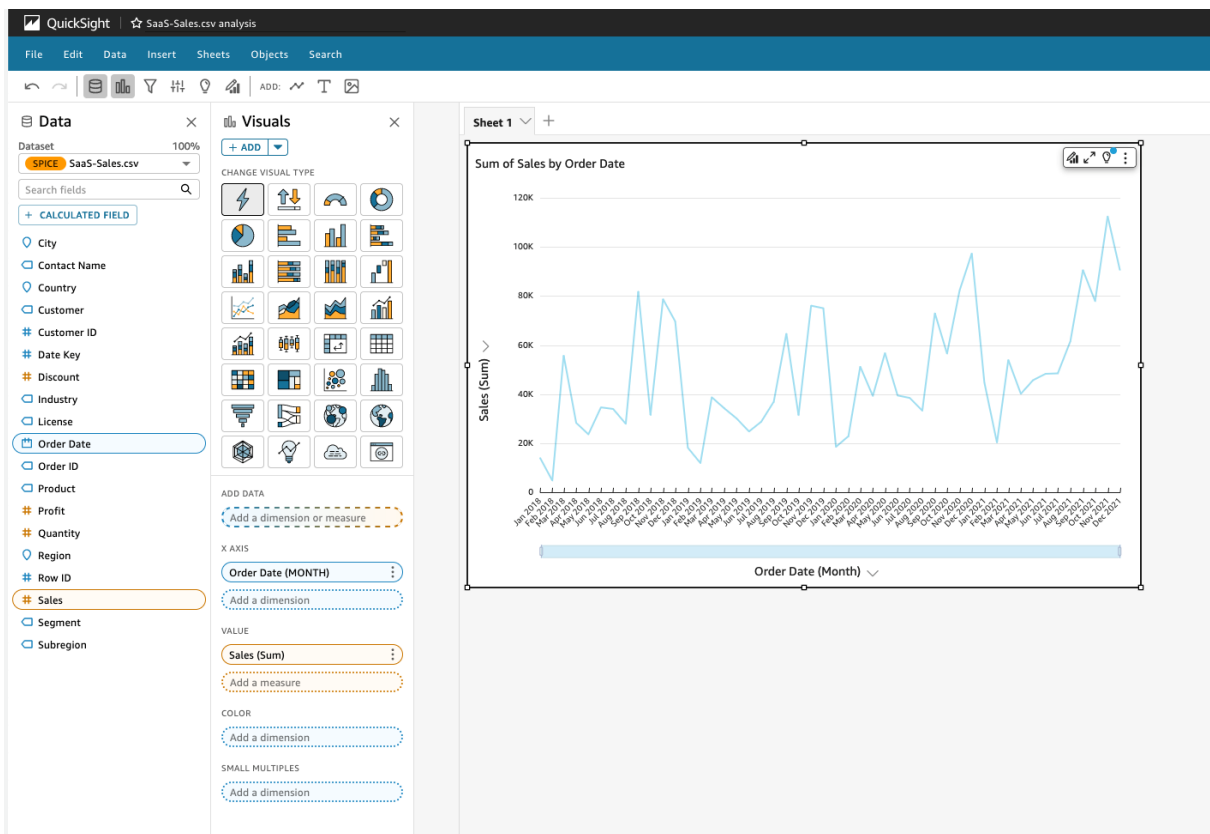 QuickSight SaaS-Sales.csv analysis
File Edit Data Insert Sheets Objects Search
ADD:
Data
Dataset 100%
SPICE SaaS-Sales.csv
Search fields
+ CALCULATED FIELD
City
Contact Name
Country
Customer
Customer ID
Date Key
Discount
Industry
License
Order Date
Order ID
Product
Profit
Quantity
Region
Row ID
Sales
Segment
Subregion
Visuals
+ ADD
CHANGE VISUAL TYPE
ADD DATA
Add a dimension or measure
X AXIS
Order Date (MONTH)
Add a dimension
VALUE
Sales (Sum)
Add a measure
COLOR
Add a dimension
SMALL MULTIPLES
Add a dimension
Sheet 1
Sum of Sales by Order Date
120K
100K
80K
60K
40K
20K
0
Sales (Sum)
Jan 2018
Feb 2018
Mar 2018
Apr 2018
May 2018
Jun 2018
Jul 2018
Aug 2018
Sep 2018
Oct 2018
Nov 2018
Dec 2018
Jan 2019
Feb 2019
Mar 2019
Apr 2019
May 2019
Jun 2019
Jul 2019
Aug 2019
Sep 2019
Oct 2019
Nov 2019
Dec 2019
Jan 2020
Feb 2020
Mar 2020
Apr 2020
May 2020
Jun 2020
Jul 2020
Aug 2020
Sep 2020
Oct 2020
Nov 2020
Dec 2020
Jan 2021
Feb 2021
Mar 2021
Apr 2021
May 2021
Jun 2021
Jul 2021
Aug 2021
Sep 2021
Oct 2021
Nov 2021
Dec 2021
Order Date (Month)